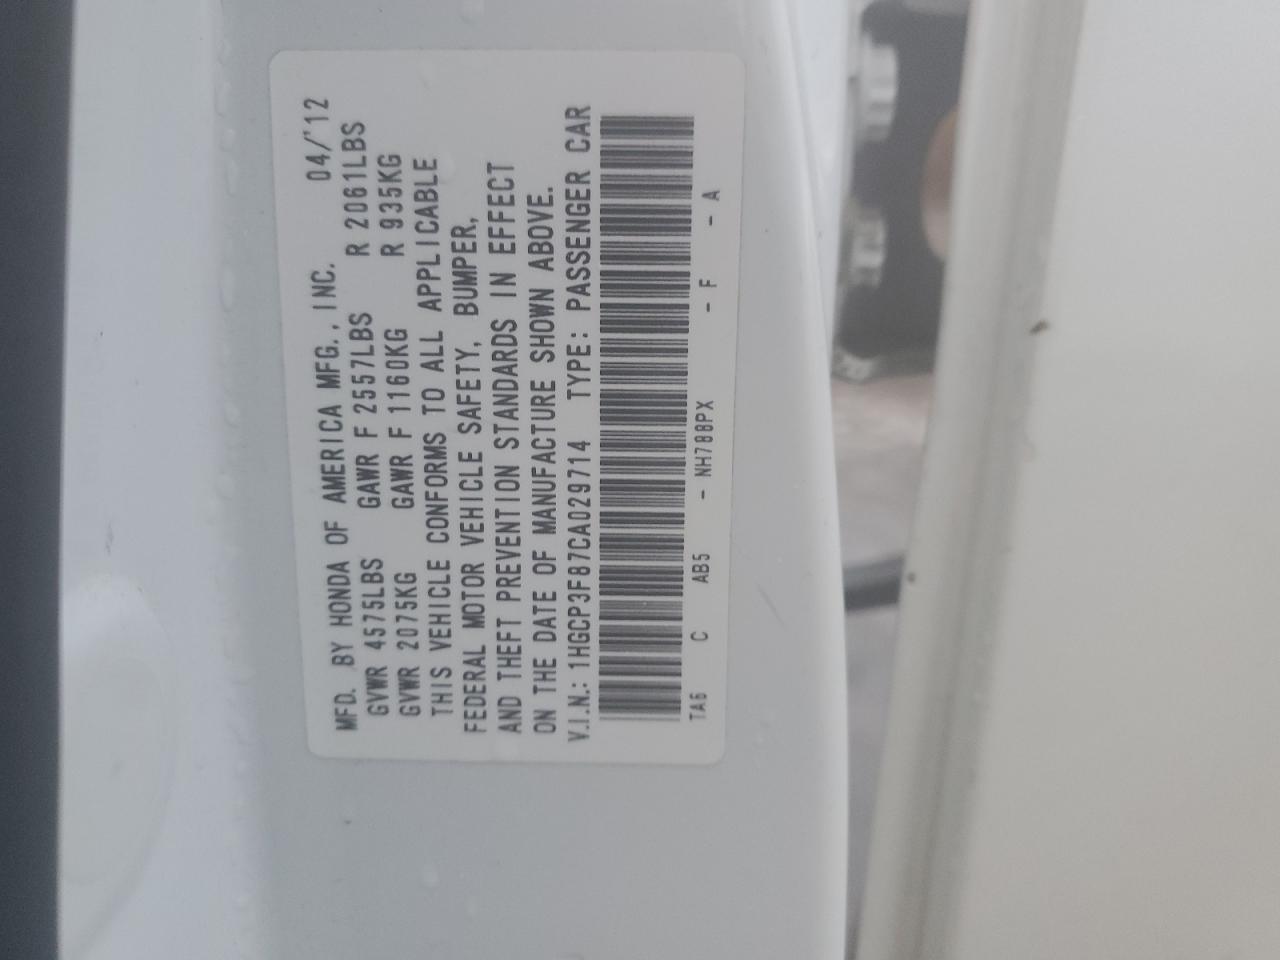 MFD. BY HONDA OF AMERICA MFG., INC. 04/'12
GVWR 4575LBS GAWR F 2557LBS R 2061LBS
GVWR 2075KG GAWR F 1160KG R 935KG
THIS VEHICLE CONFORMS TO ALL APPLICABLE
FEDERAL MOTOR VEHICLE SAFETY, BUMPER,
AND THEFT PREVENTION STANDARDS IN EFFECT
ON THE DATE OF MANUFACTURE SHOWN ABOVE.
V.I.N.: 1HGCP3F87CA029714 TYPE: PASSENGER CAR
TA6 C AB5 - NH788PX - F - A